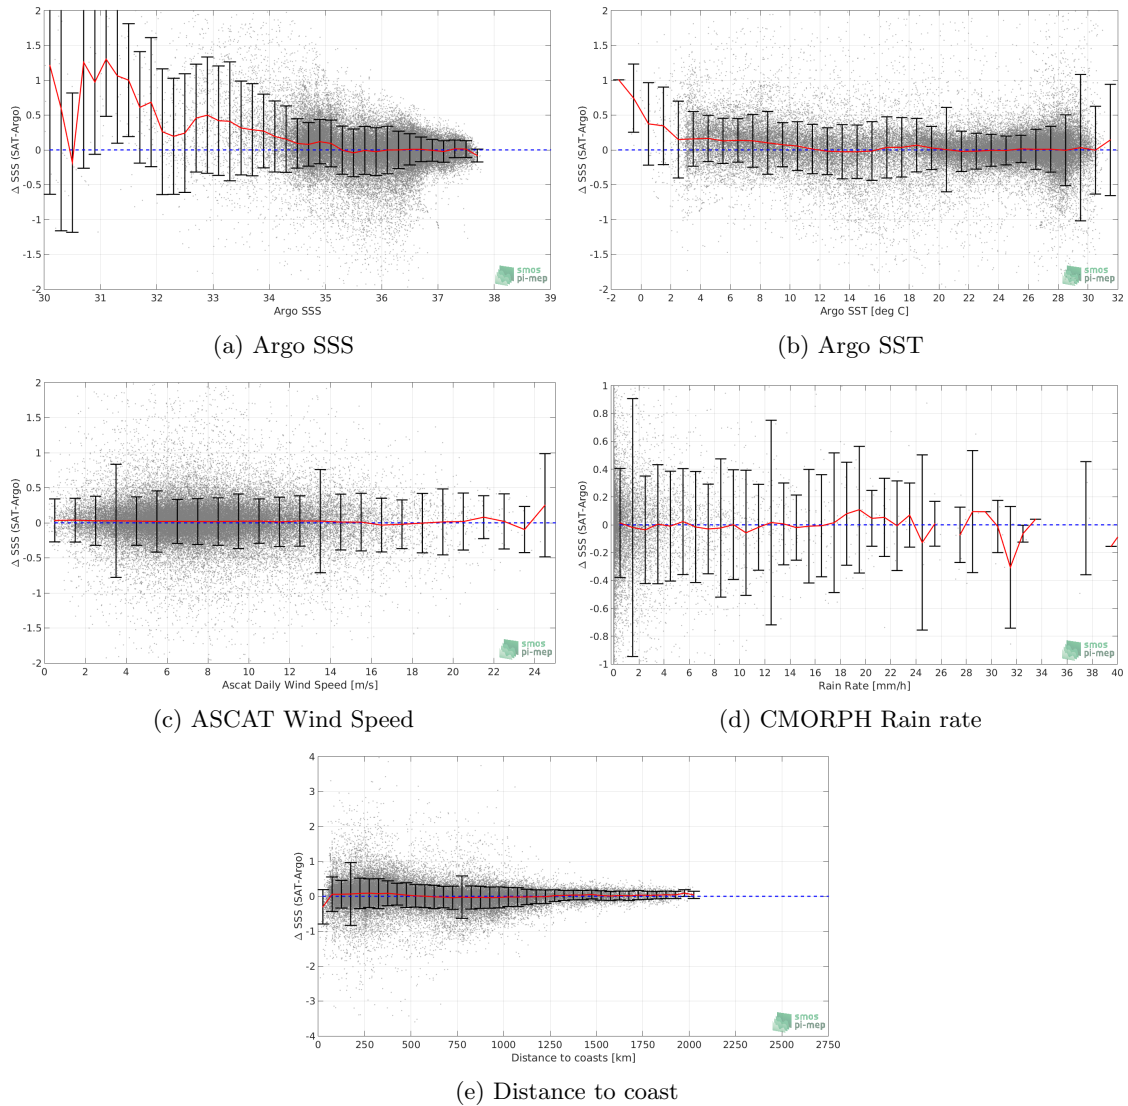 2
1.5
1
0.5
0
-0.5
-1
-1.5
-2
Δ SSS (SAT-Argo)
30 31 32 33 34 35 36 37 38 39
Argo SSS
smos
pi-mep
(a) Argo SSS
2
1.5
1
0.5
0
-0.5
-1
-1.5
-2
Δ SSS (SAT-Argo)
-2 0 2 4 6 8 10 12 14 16 18 20 22 24 26 28 30 32
Argo SST [deg C]
smos
pi-mep
(b) Argo SST
2
1.5
1
0.5
0
-0.5
-1
-1.5
-2
Δ SSS (SAT-Argo)
0 2 4 6 8 10 12 14 16 18 20 22 24
Ascat Daily Wind Speed [m/s]
smos
pi-mep
(c) ASCAT Wind Speed
1
0.8
0.6
0.4
0.2
0
-0.2
-0.4
-0.6
-0.8
-1
Δ SSS (SAT-Argo)
0 2 4 6 8 10 12 14 16 18 20 22 24 26 28 30 32 34 36 38 40
Rain Rate [mm/h]
smos
pi-mep
(d) CMORPH Rain rate
4
3
2
1
0
-1
-2
-3
-4
Δ SSS (SAT-Argo)
0 250 500 750 1000 1250 1500 1750 2000 2250 2500 2750
Distance to coasts [km]
smos
pi-mep
(e) Distance to coast